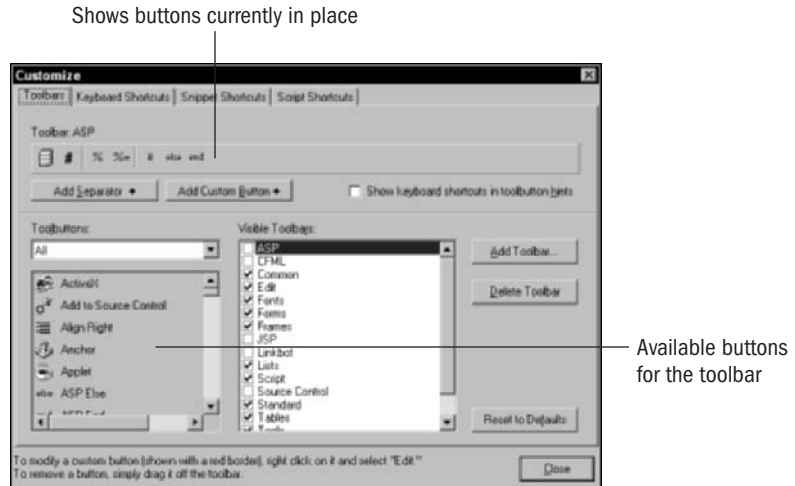 Shows buttons currently in place
Customize
Toolbars Keyboard Shortcuts Snippet Shortcuts Script Shortcuts
Toolbar: ASP
# % %= if else end
Add Separator Add Custom Button Show keyboard shortcuts in toolbutton hints
Toolbuttons: Visible Toolbars:
All
ASP
CFML
Common
Edit
Fonts
Forms
Frames
JSP
Linkbot
Lists
Script
Source Control
Standard
Tables
Tools
ActiveX
Add to Source Control
Align Right
Anchor
Applet
else ASP Else
ASP End
Add Toolbar...
Delete Toolbar
Reset to Defaults
Available buttons
for the toolbar
To modify a custom button (shown with a red border), right click on it and select "Edit."
To remove a button, simply drag it off the toolbar.
Close